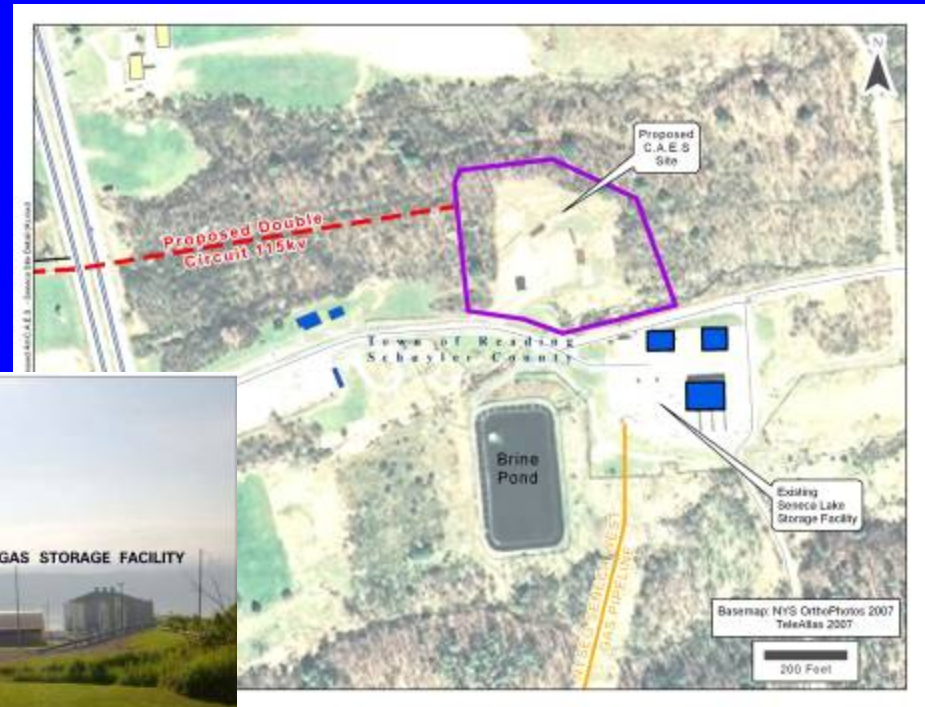 N
Proposed
C.A.E.S
Site
Proposed Double
Circuit 115kv
Town of Reading
Schuyler County
Brine
Pond
Existing
Seneca Lake
Storage Facility
GAS PIPELINE
Basemap: NYS OrthoPhotos 2007
TeleAtlas 2007
200 Feet
GAS STORAGE FACILITY